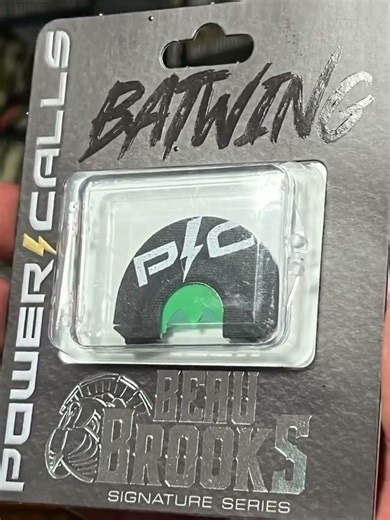 POWER CALLS
BATWING
PC
BEAU
BROOKS
SIGNATURE SERIES